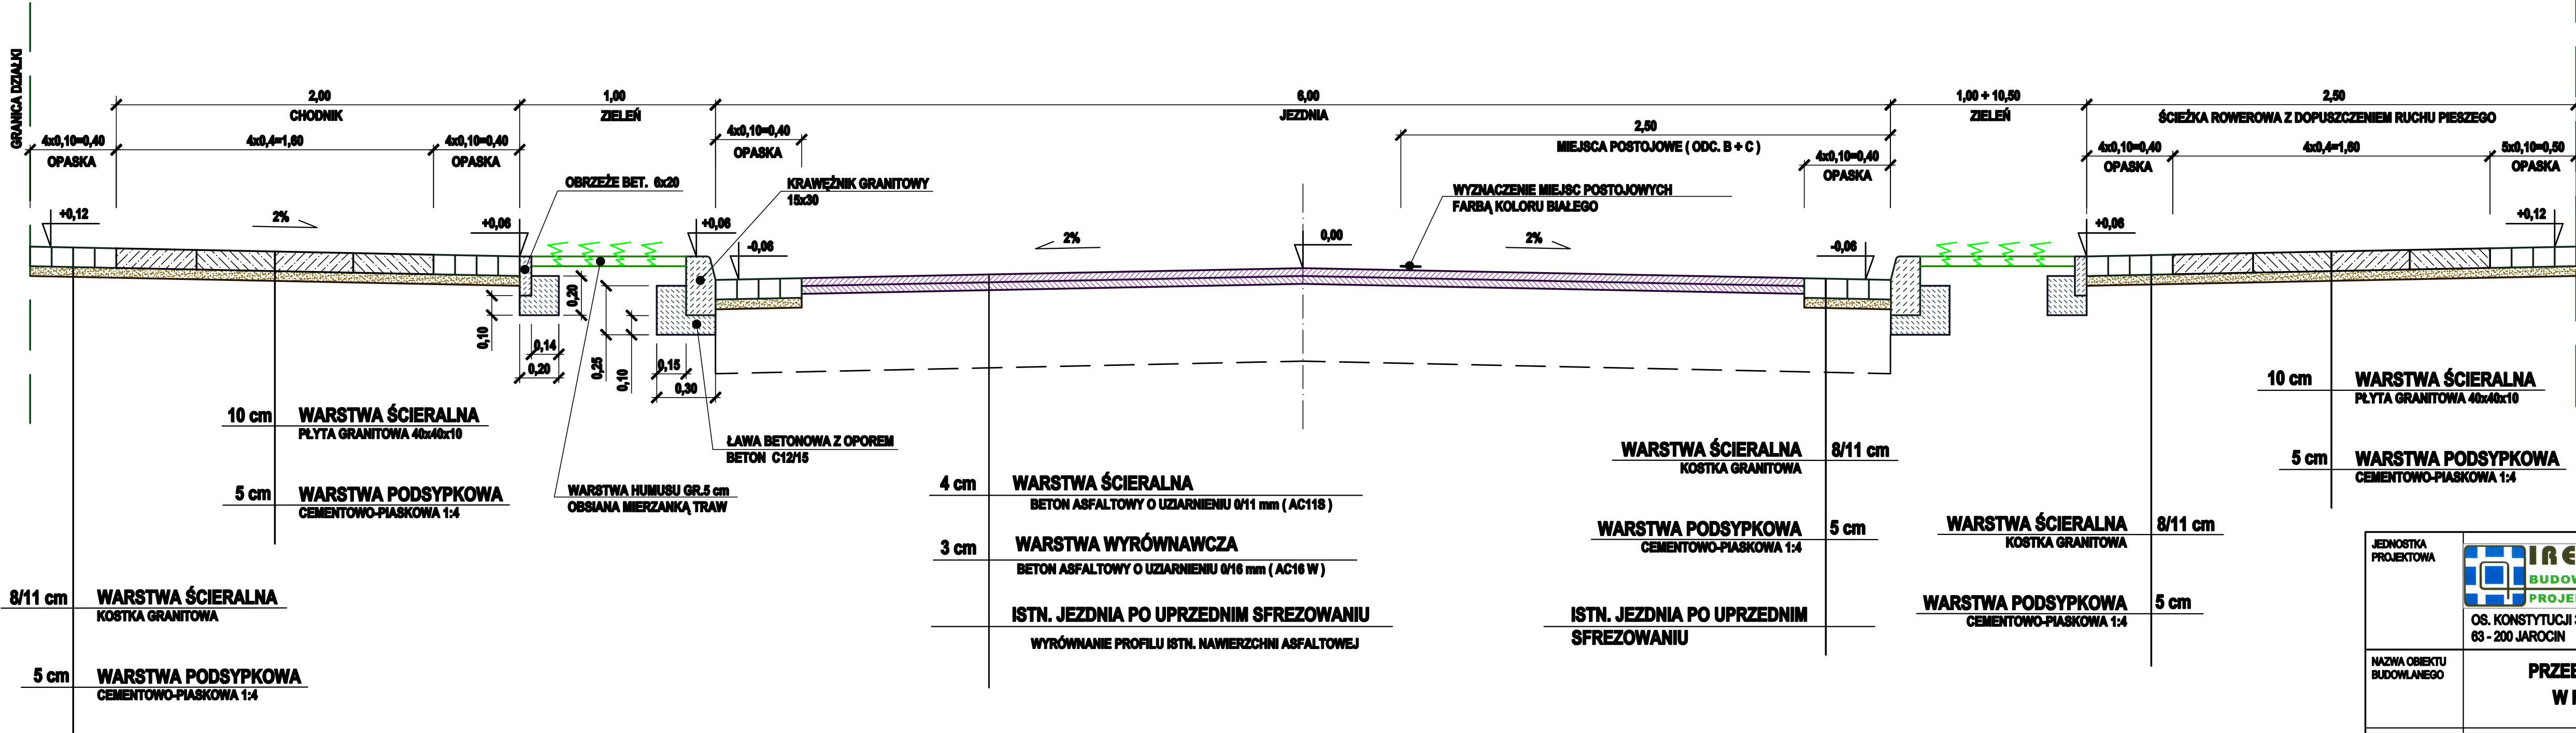 GRANICA DZIAŁKI
2,00
CHODNIK
1,00
ZIELEŃ
6,00
JEZDNIA
1,00 ÷ 10,50
ZIELEŃ
2,50
ŚCIEŻKA ROWEROWA Z DOPUSZCZENIEM RUCHU PIESZEGO
4x0,10=0,40
OPASKA
4x0,4=1,60
4x0,10=0,40
OPASKA
4x0,10=0,40
OPASKA
2,50
MIEJSCA POSTOJOWE ( ODC. B + C )
4x0,10=0,40
OPASKA
4x0,10=0,40
OPASKA
4x0,4=1,60
5x0,10=0,50
OPASKA
OBRZEŻE BET. 6x20
KRAWĘŻNIK GRANITOWY
15x30
WYZNACZENIE MIEJSC POSTOJOWYCH
FARBĄ KOLORU BIAŁEGO
+0,12
2%
+0,06
+0,06
-0,06
2%
0,00
2%
-0,06
+0,06
+0,12
0,10
0,20
0,14
0,20
0,25
0,10
0,15
0,30
10 cm WARSTWA ŚCIERALNA
PŁYTA GRANITOWA 40x40x10
5 cm WARSTWA PODSYPKOWA
CEMENTOWO-PIASKOWA 1:4
8/11 cm WARSTWA ŚCIERALNA
KOSTKA GRANITOWA
5 cm WARSTWA PODSYPKOWA
CEMENTOWO-PIASKOWA 1:4
ŁAWA BETONOWA Z OPOREM
BETON C12/15
WARSTWA HUMUSU GR.5 cm
OBSIANA MIERZANKĄ TRAW
4 cm WARSTWA ŚCIERALNA
BETON ASFALTOWY O UZIARNIENIU 0/11 mm ( AC11S )
3 cm WARSTWA WYRÓWNAWCZA
BETON ASFALTOWY O UZIARNIENIU 0/16 mm ( AC16 W )
ISTN. JEZDNIA PO UPRZEDNIM SFREZOWANIU
WYRÓWNANIE PROFILU ISTN. NAWIERZCHNI ASFALTOWEJ
WARSTWA ŚCIERALNA 8/11 cm
KOSTKA GRANITOWA
WARSTWA PODSYPKOWA 5 cm
CEMENTOWO-PIASKOWA 1:4
ISTN. JEZDNIA PO UPRZEDNIM
SFREZOWANIU
WARSTWA ŚCIERALNA 8/11 cm
KOSTKA GRANITOWA
WARSTWA PODSYPKOWA 5 cm
CEMENTOWO-PIASKOWA 1:4
10 cm WARSTWA ŚCIERALNA
PŁYTA GRANITOWA 40x40x10
5 cm WARSTWA PODSYPKOWA
CEMENTOWO-PIASKOWA 1:4
JEDNOSTKA
PROJEKTOWA
OS. KONSTYTUCJI
63 - 200 JAROCIN
NAZWA OBIEKTU
BUDOWLANEGO